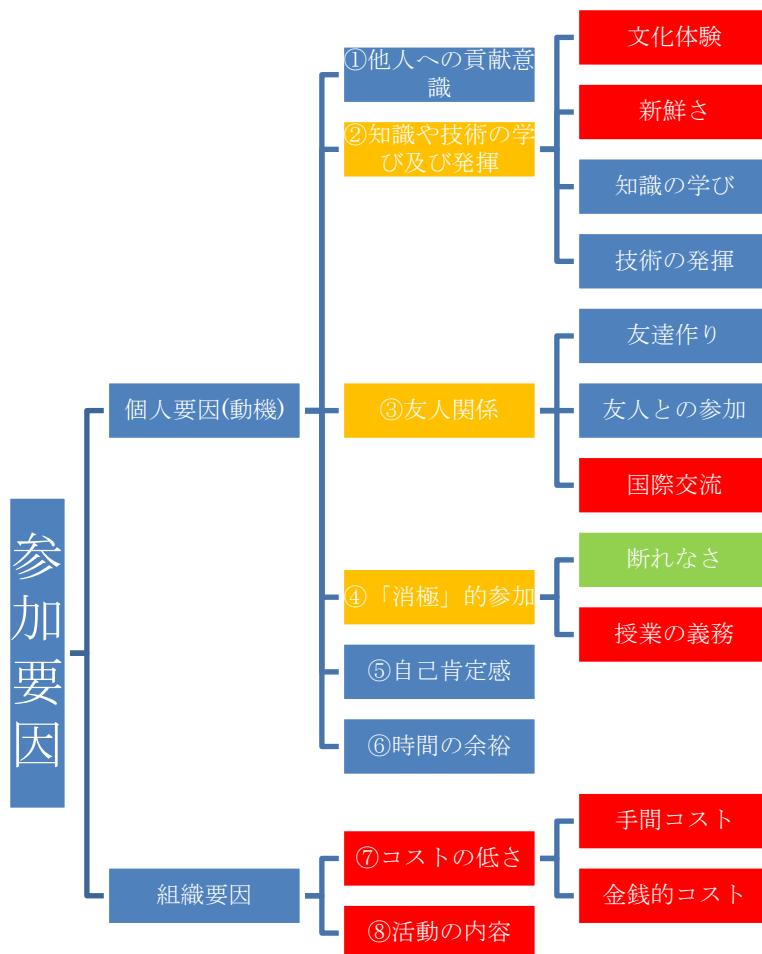 参加要因
個人要因(動機)
①他人への貢献意
識
②知識や技術の学
び及び発揮
文化体験
新鮮さ
知識の学び
技術の発揮
③友人関係
友達作り
友人との参加
国際交流
④「消極」的参加
断れなさ
授業の義務
⑤自己肯定感
⑥時間の余裕
組織要因
⑦コストの低さ
手間コスト
金銭的コスト
⑧活動の内容